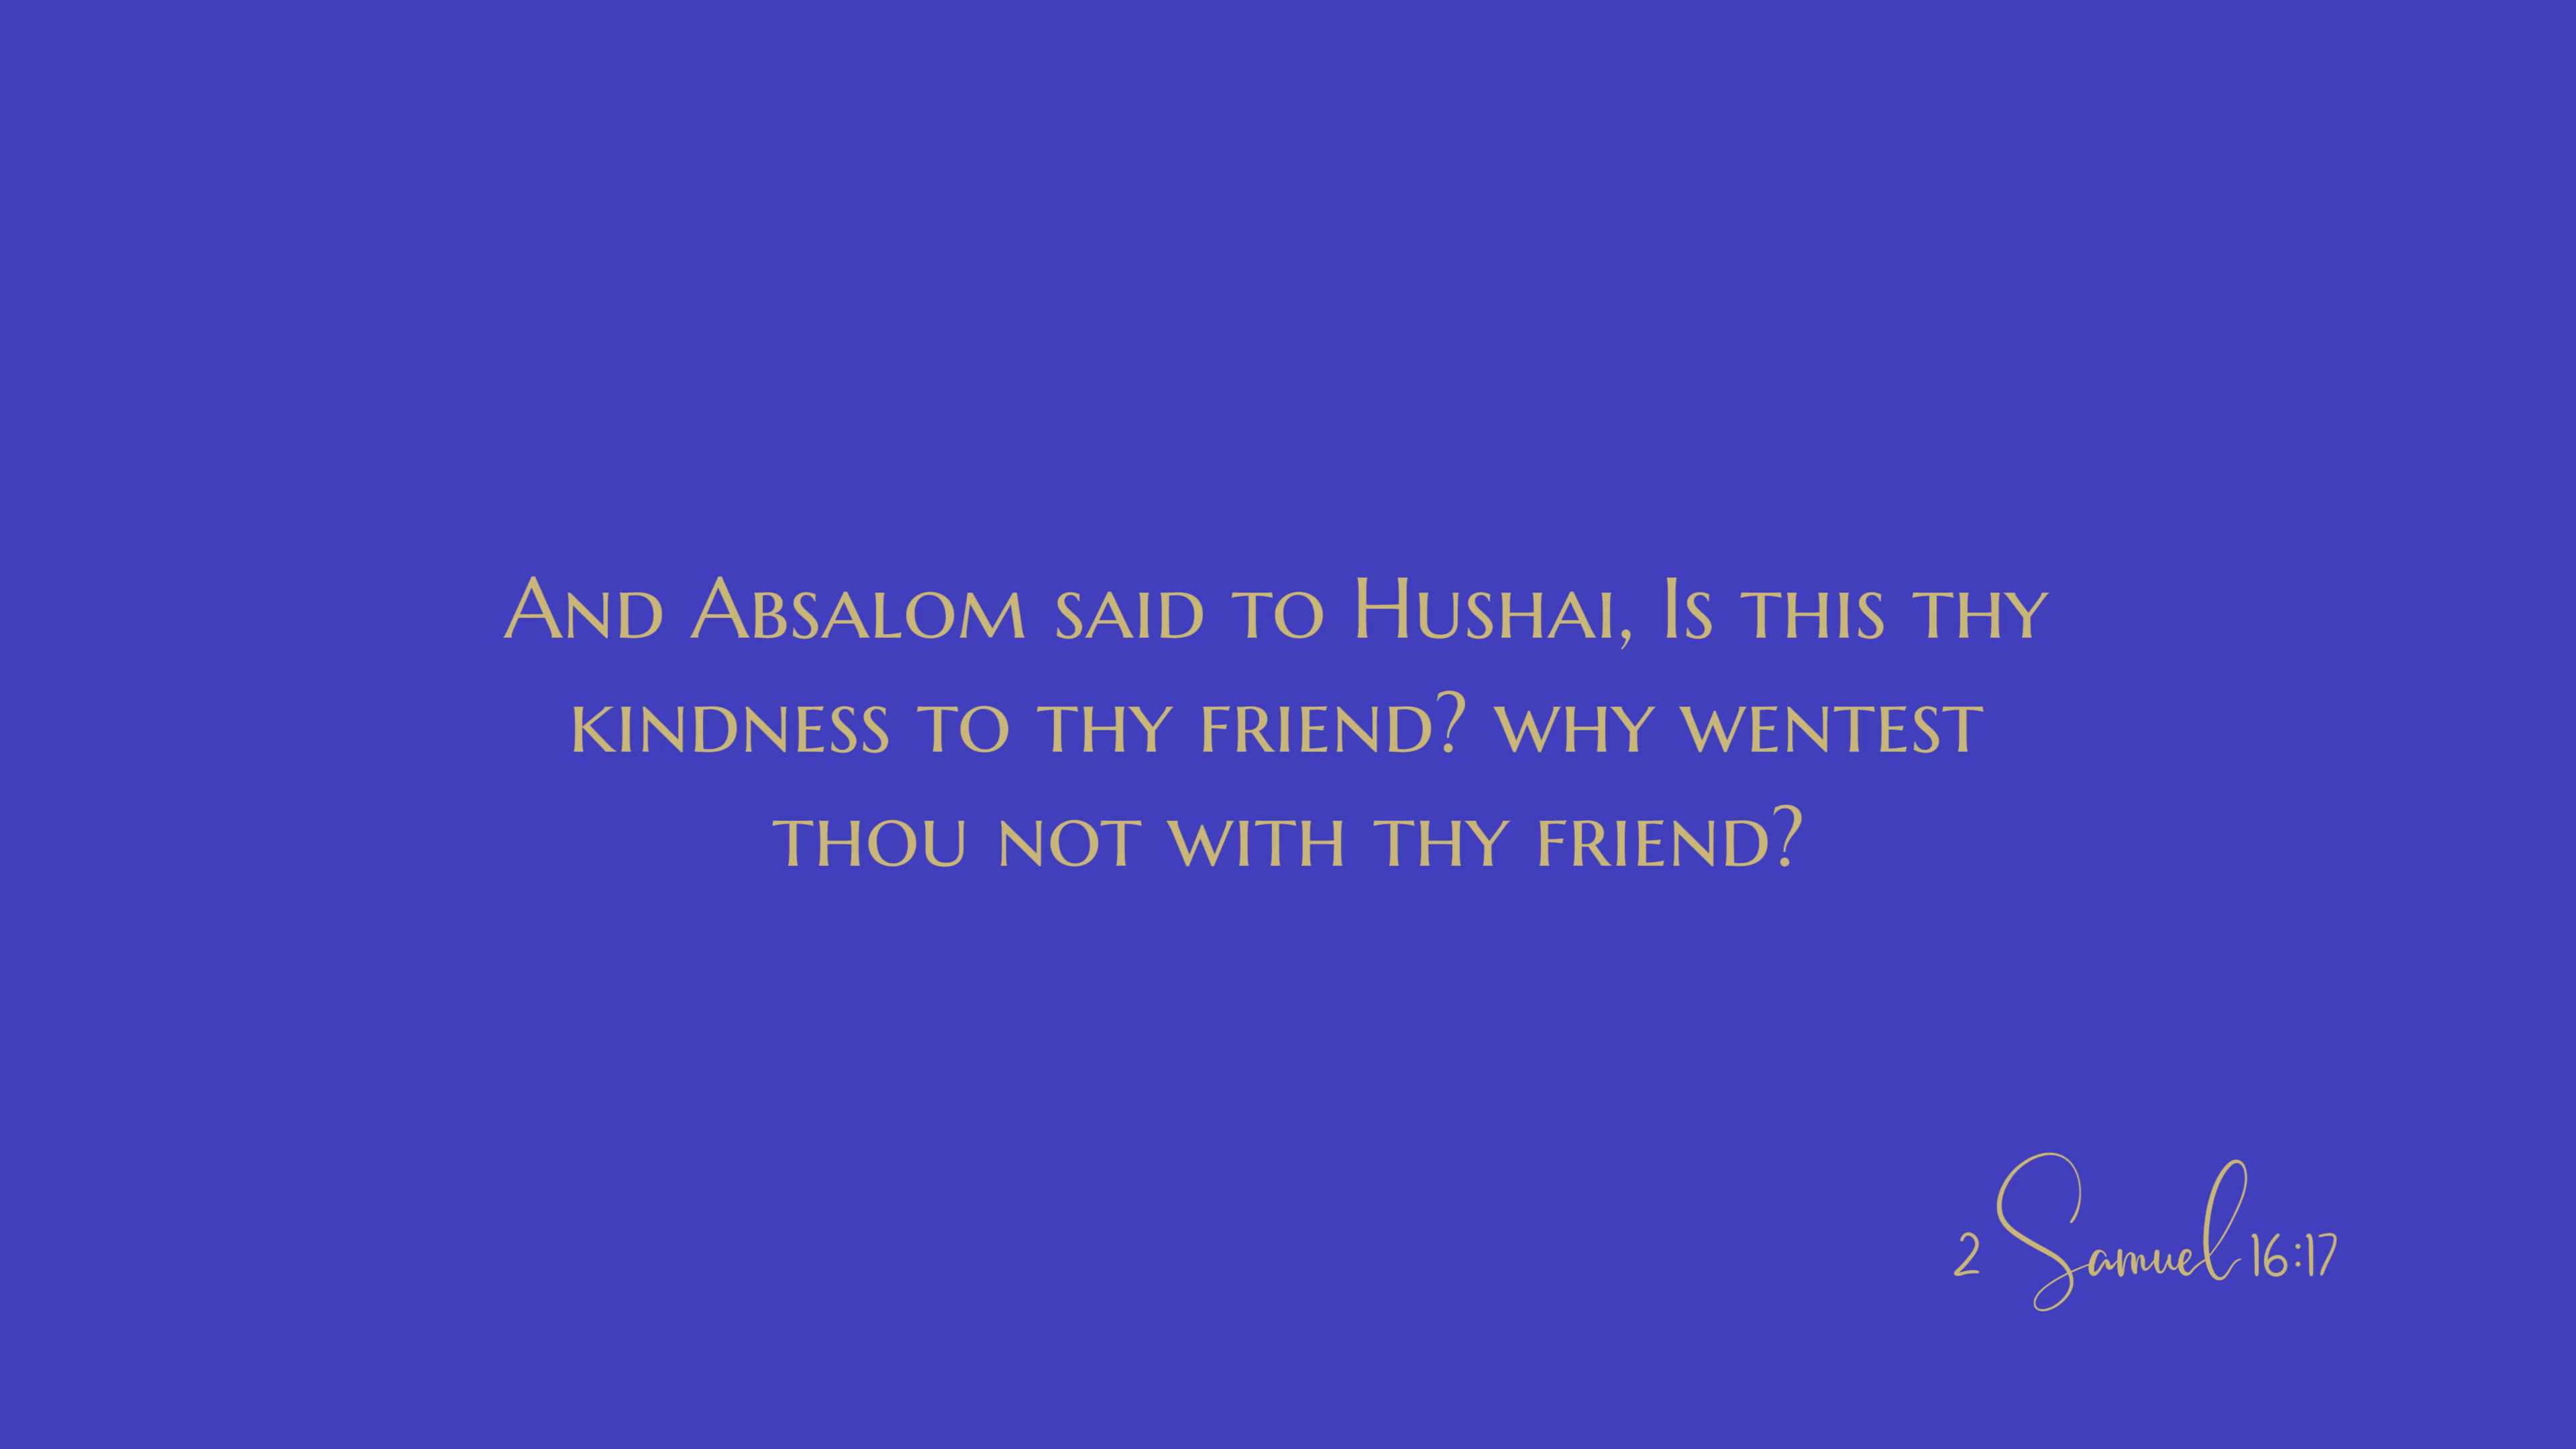 And Absalom said to Hushai, Is this thy
kindness to thy friend? why wentest
thou not with thy friend?
2 Samuel 16:17